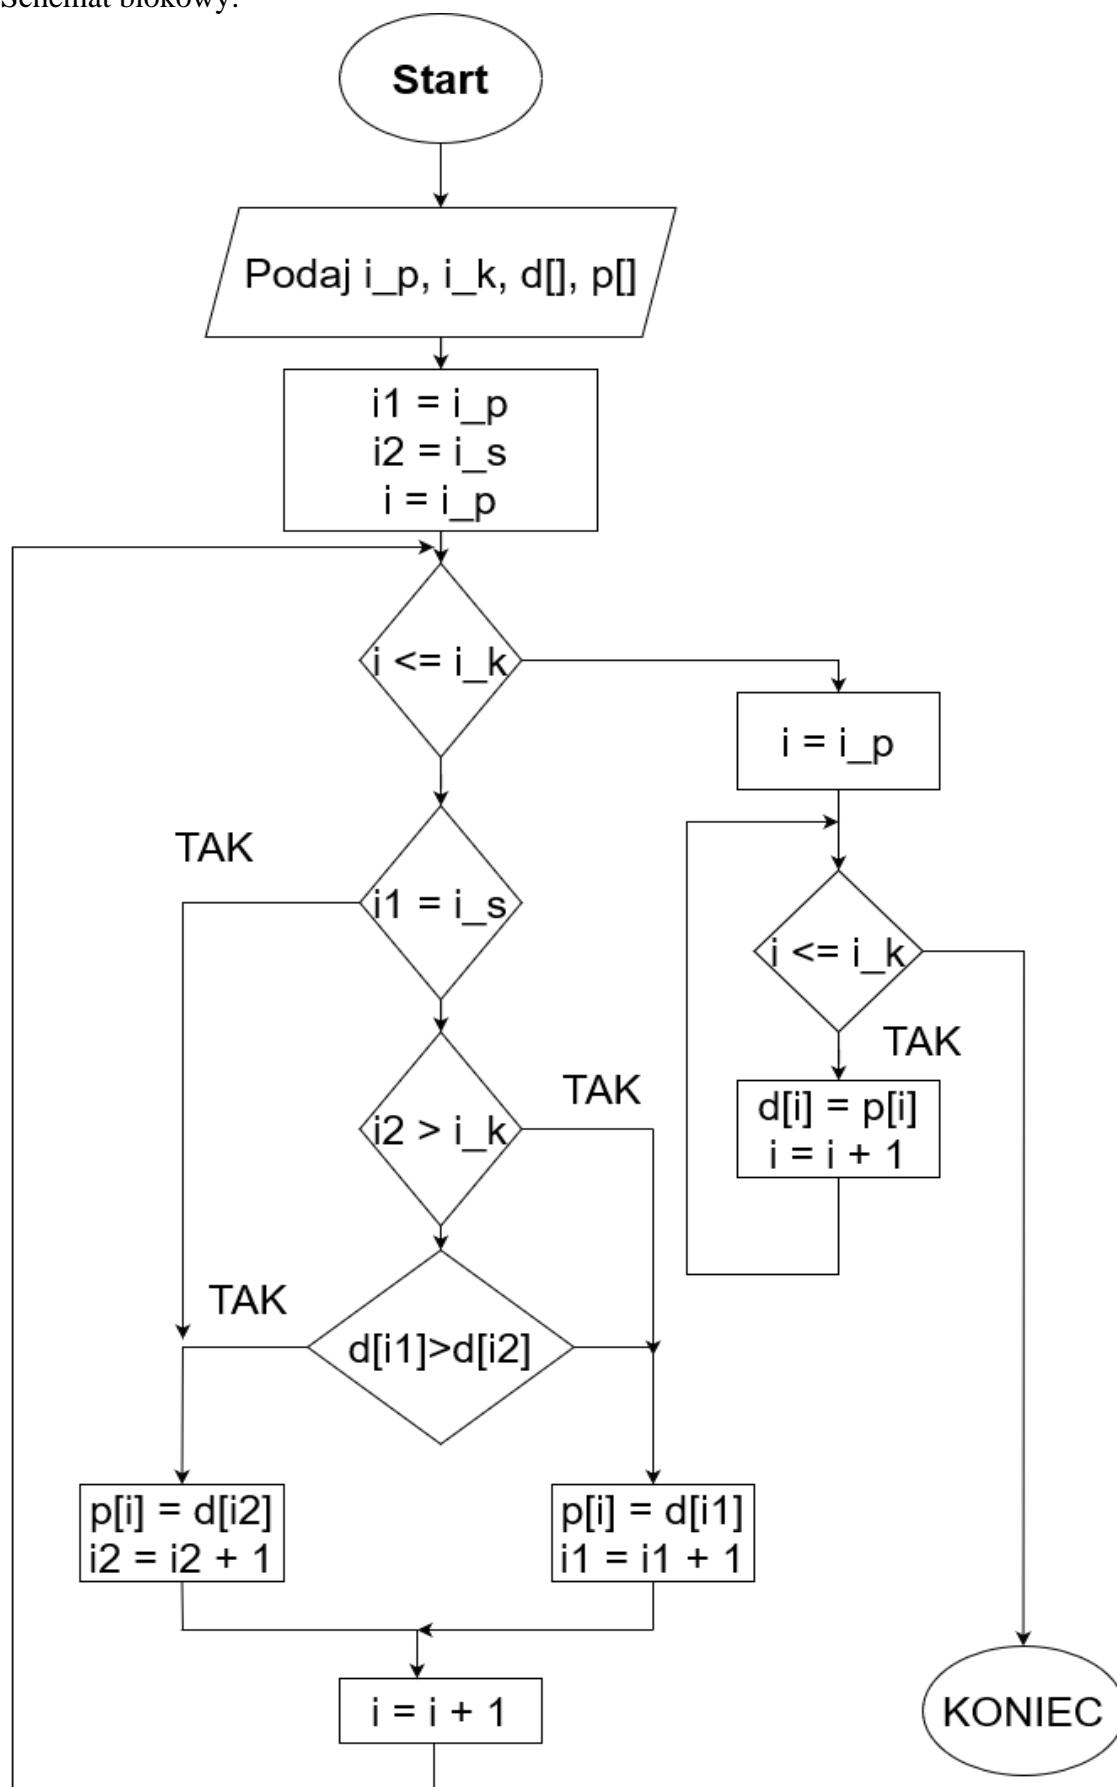 Schemat blokowy:
Start
Podaj i_p, i_k, d[], p[]
i1 = i_p
i2 = i_s
i = i_p
i <= i_k
i = i_p
TAK
i1 = i_s
i <= i_k
TAK
d[i] = p[i]
i = i + 1
i2 > i_k
TAK
TAK
d[i1]>d[i2]
p[i] = d[i2]
i2 = i2 + 1
p[i] = d[i1]
i1 = i1 + 1
i = i + 1
KONIEC